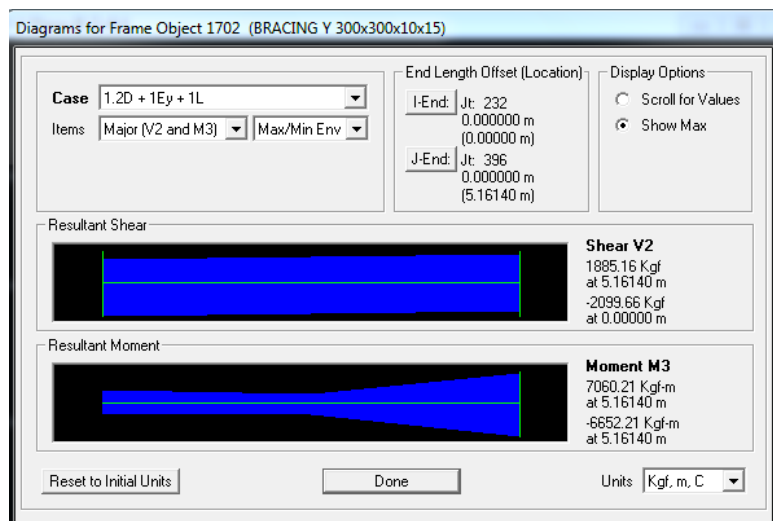 Diagrams for Frame Object 1702 (BRACING Y 300x300x10x15)
Case 1.2D + 1Ey + 1L
Items Major (V2 and M3) Max/Min Env
End Length Offset (Location)
I-End: Jt: 232
0.000000 m
(0.00000 m)
J-End: Jt: 396
0.000000 m
(5.16140 m)
Display Options
Scroll for Values
Show Max
Resultant Shear
Shear V2
1885.16 Kgf
at 5.16140 m
-2099.66 Kgf
at 0.00000 m
Resultant Moment
Moment M3
7060.21 Kgf-m
at 5.16140 m
-6652.21 Kgf-m
at 5.16140 m
Reset to Initial Units
Done
Units Kgf, m, C